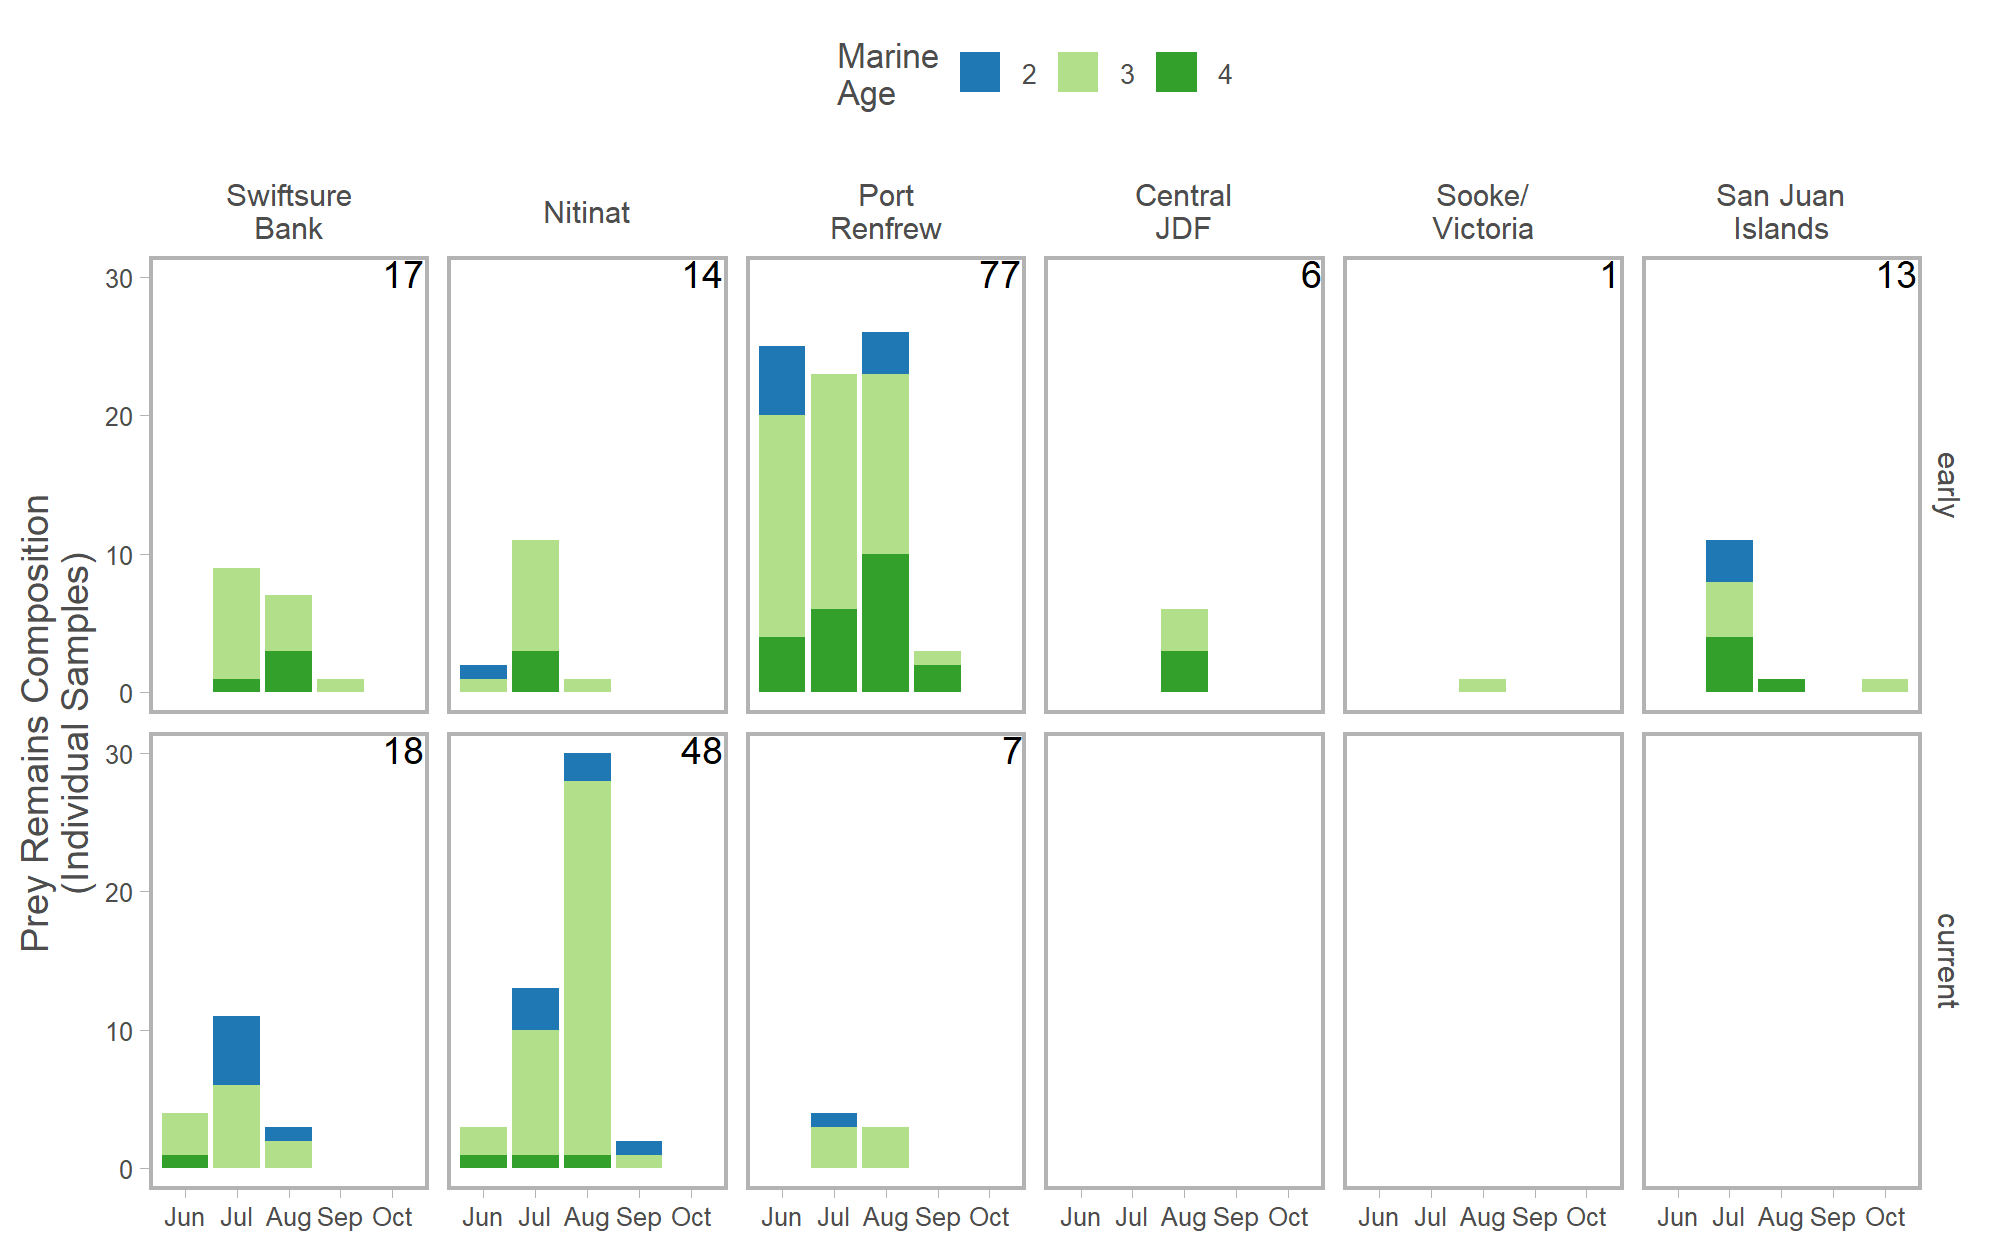 Marine
Age
2
3
4
Swiftsure
Bank
Nitinat
Port
Renfrew
Central
JDF
Sooke/
Victoria
San Juan
Islands
Prey Remains Composition
(Individual Samples)
30
20
10
0
17
14
77
6
1
13
early
30
20
10
0
18
48
7
current
Jun Jul Aug Sep Oct
Jun Jul Aug Sep Oct
Jun Jul Aug Sep Oct
Jun Jul Aug Sep Oct
Jun Jul Aug Sep Oct
Jun Jul Aug Sep Oct